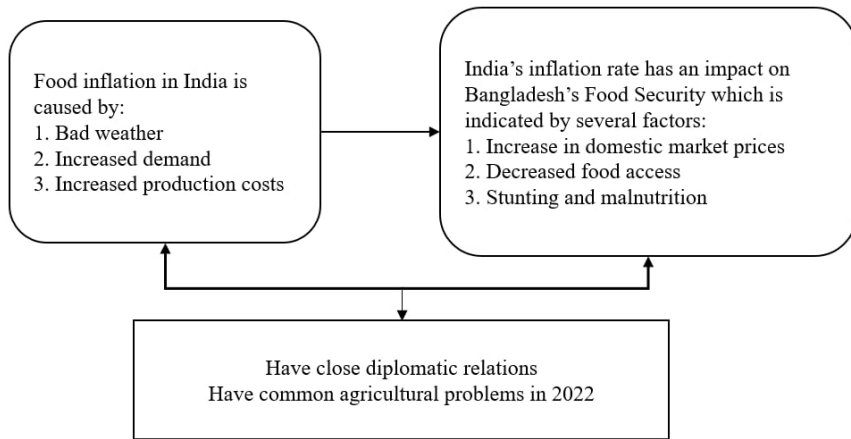 Food inflation in India is
caused by:
1. Bad weather
2. Increased demand
3. Increased production costs
India's inflation rate has an impact on
Bangladesh's Food Security which is
indicated by several factors:
1. Increase in domestic market prices
2. Decreased food access
3. Stunting and malnutrition
Have close diplomatic relations
Have common agricultural problems in 2022